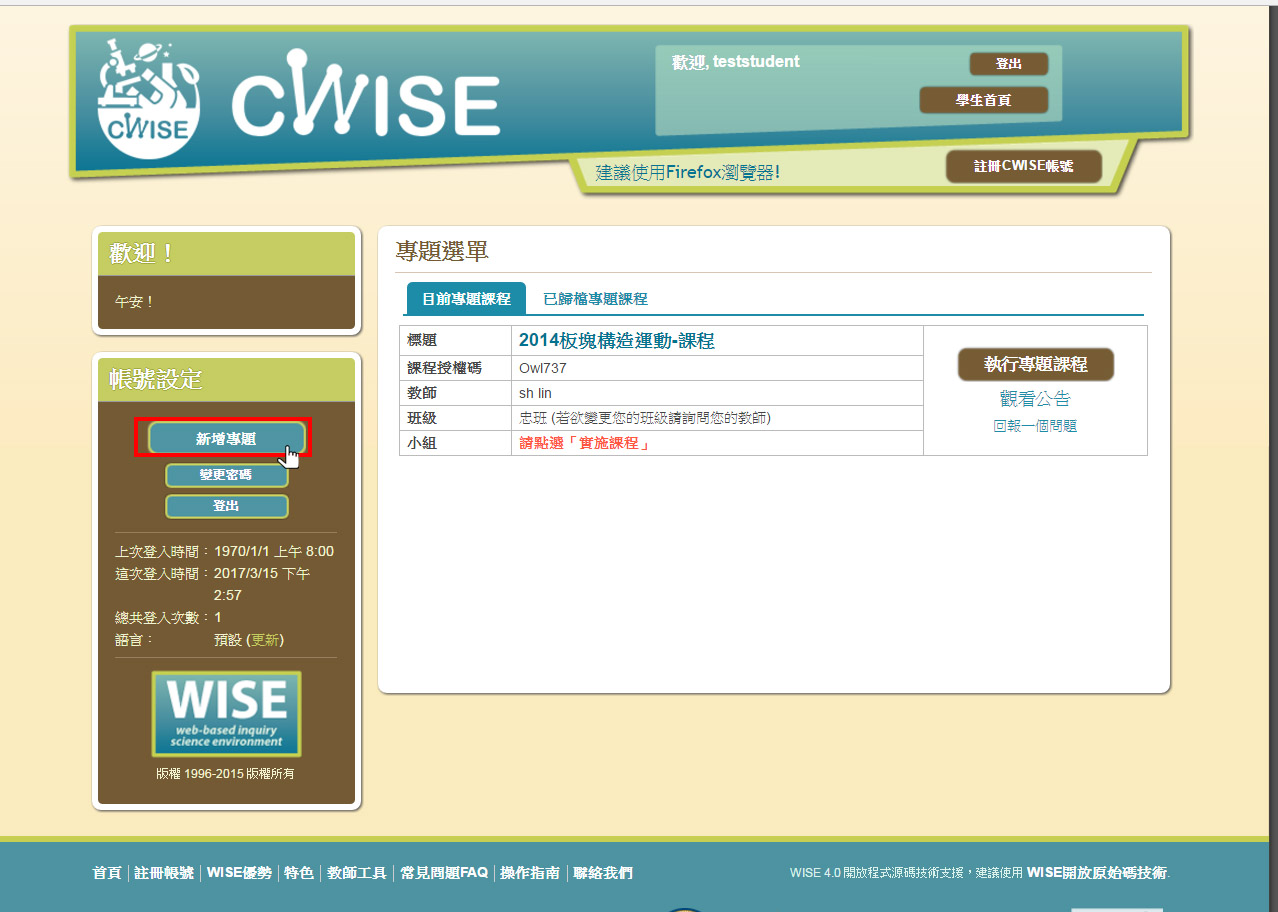 CWISE
CWISE
歡迎, teststudent
登出
學生首頁
建議使用Firefox瀏覽器!
註冊CWISE帳號
歡迎！
午安！
帳號設定
新增專題
變更密碼
登出
上次登入時間：1970/1/1 上午 8:00
這次登入時間：2017/3/15 下午
2:57
總共登入次數：1
語言： 預設 (更新)
WISE
web-based inquiry
science environment
版權 1996-2015 版權所有
專題選單
目前專題課程 已歸檔專題課程
標題 2014板塊構造運動-課程
課程授權碼 Owl737
教師 sh lin
班級 忠班 (若欲變更您的班級請詢問您的教師)
小組 請點選「實施課程」
執行專題課程
觀看公告
回報一個問題
首頁 註冊帳號 WISE優勢 特色 教師工具 常見問題FAQ 操作指南 聯絡我們
WISE 4.0 開放程式源碼技術支援，建議使用 WISE開放原始碼技術.